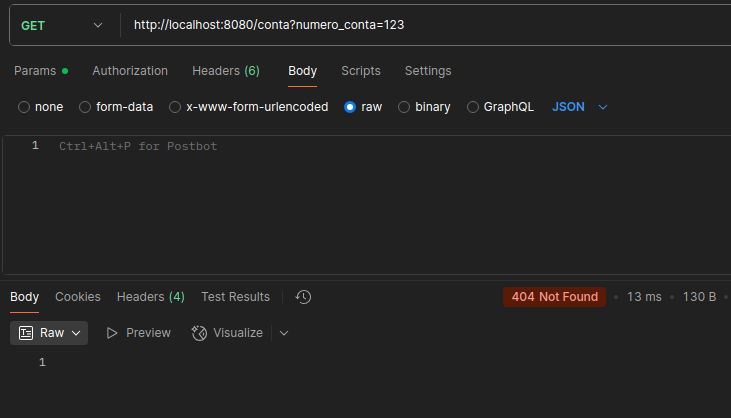 GET http://localhost:8080/conta?numero_conta=123
Params Authorization Headers (6) Body Scripts Settings
none form-data x-www-form-urlencoded raw binary GraphQL JSON
1 Ctrl+Alt+P for Postbot
Body Cookies Headers (4) Test Results 404 Not Found 13 ms 130 B
Raw Preview Visualize
1